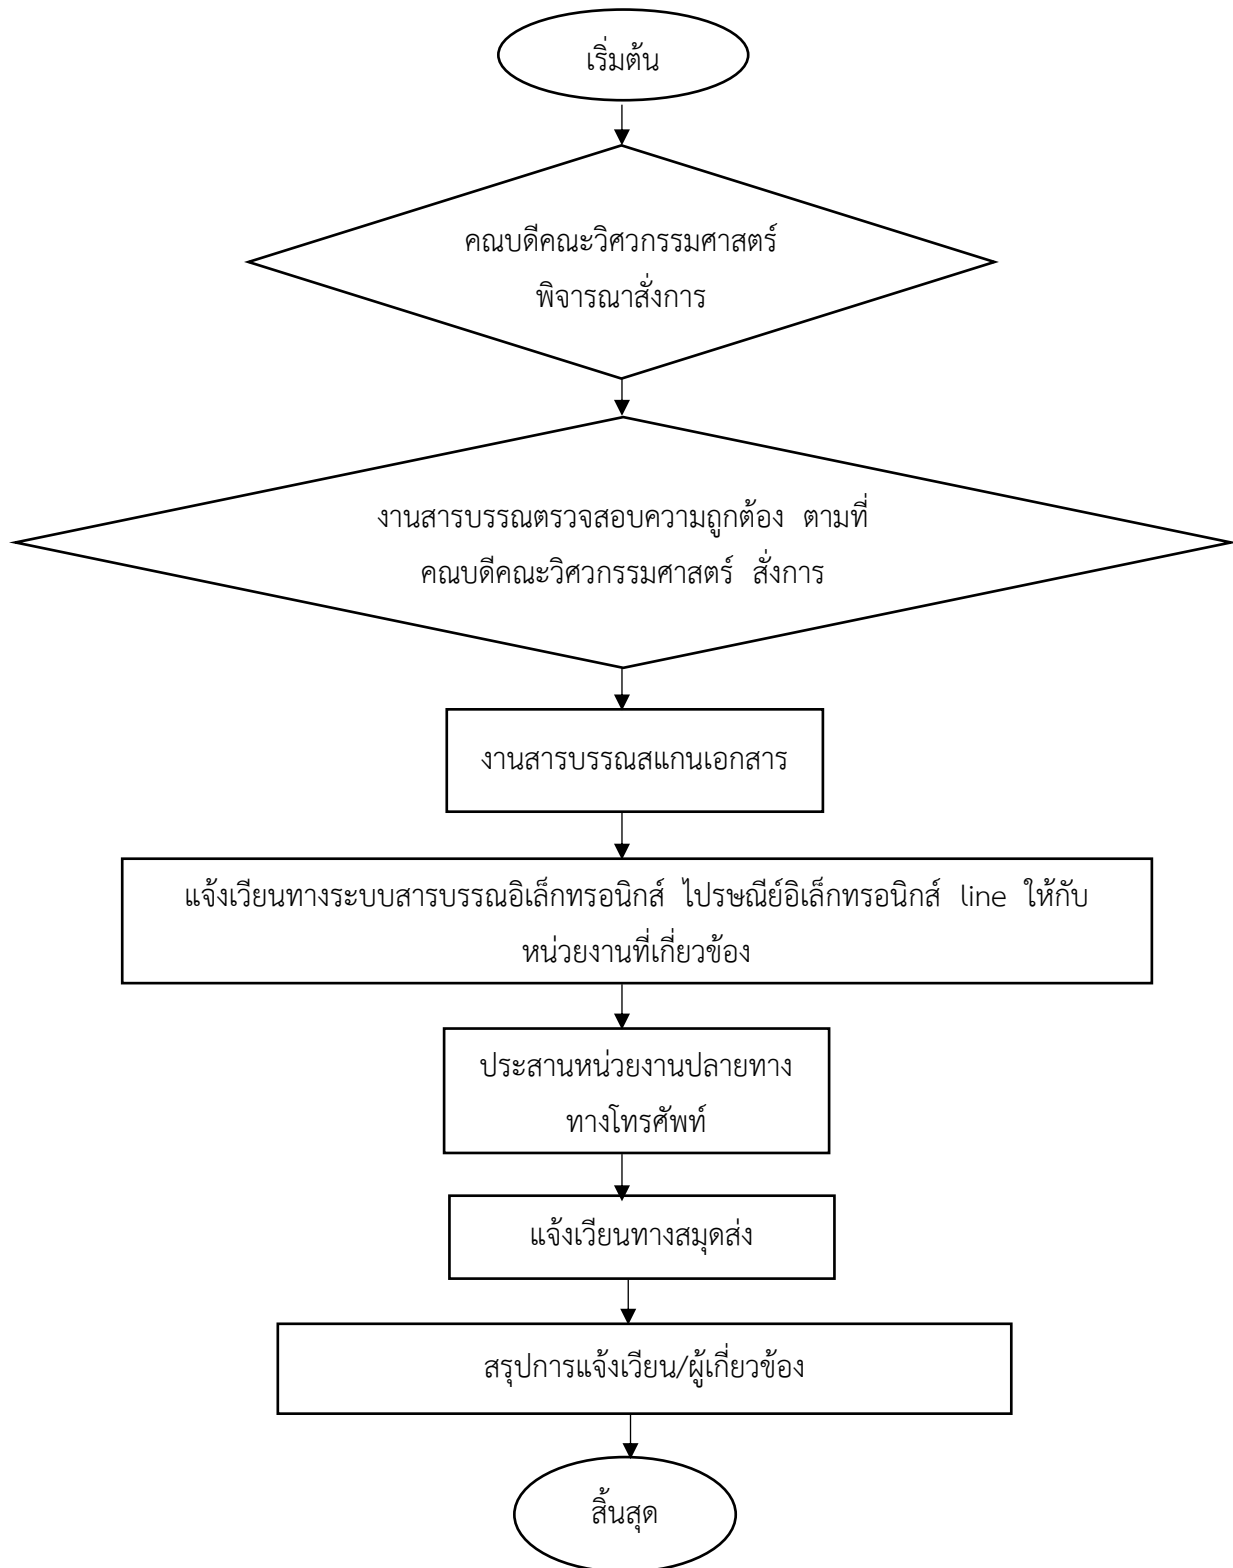 เริ่มต้น
คณบดีคณะวิศวกรรมศาสตร์
พิจารณาสั่งการ
งานสารบรรณตรวจสอบความถูกต้อง ตามที่
คณบดีคณะวิศวกรรมศาสตร์ สั่งการ
งานสารบรรณสแกนเอกสาร
แจ้งเวียนทางระบบสารบรรณอิเล็กทรอนิกส์ ไปรษณีย์อิเล็กทรอนิกส์ line ให้กับ
หน่วยงานที่เกี่ยวข้อง
ประสานหน่วยงานปลายทาง
ทางโทรศัพท์
แจ้งเวียนทางสมุดส่ง
สรุปการแจ้งเวียน/ผู้เกี่ยวข้อง
สิ้นสุด